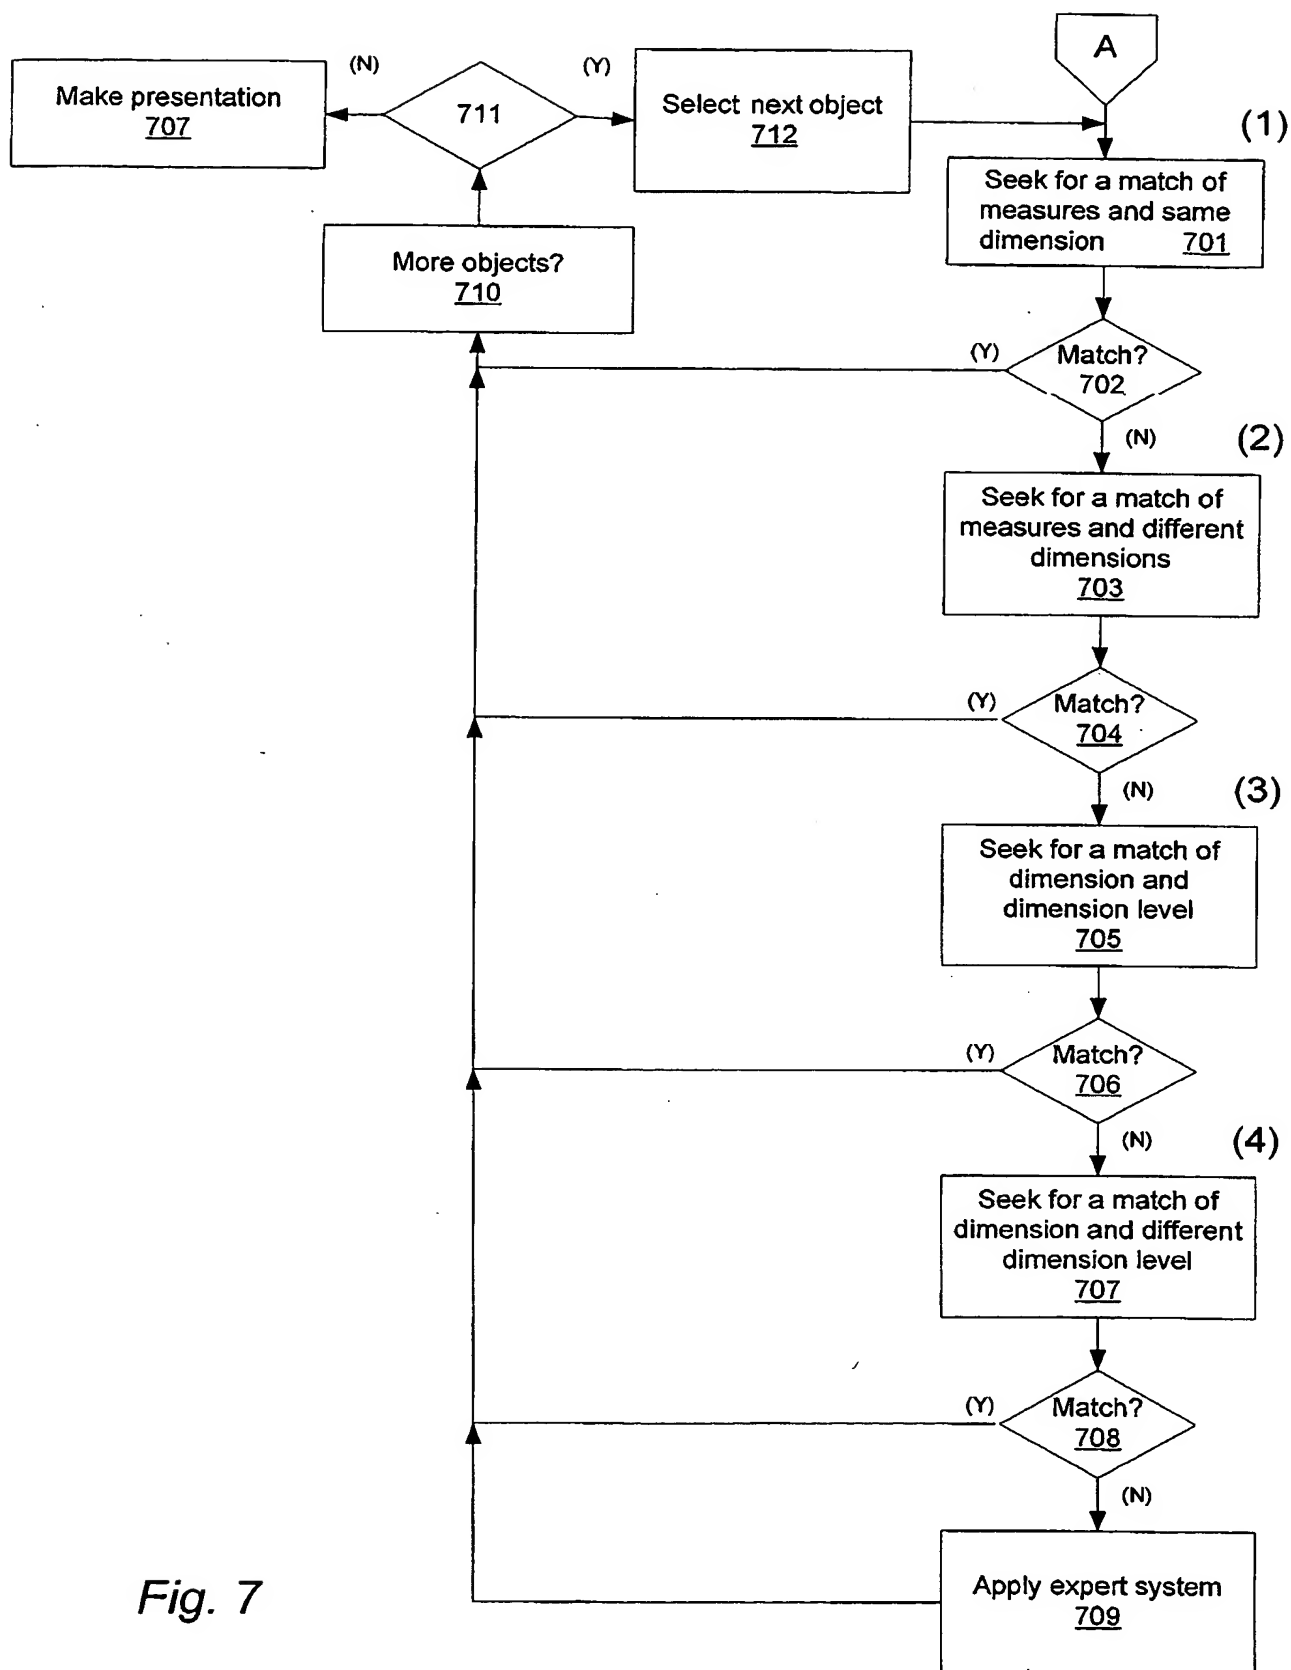 A
(N)
(Y)
Make presentation
707
711
Select next object
712
(1)
Seek for a match of
measures and same
dimension 701
More objects?
710
(Y)
Match?
702
(N)
(2)
Seek for a match of
measures and different
dimensions
703
(Y)
Match?
704
(N)
(3)
Seek for a match of
dimension and
dimension level
705
(Y)
Match?
706
(N)
(4)
Seek for a match of
dimension and different
dimension level
707
(Y)
Match?
708
(N)
Apply expert system
709
Fig. 7